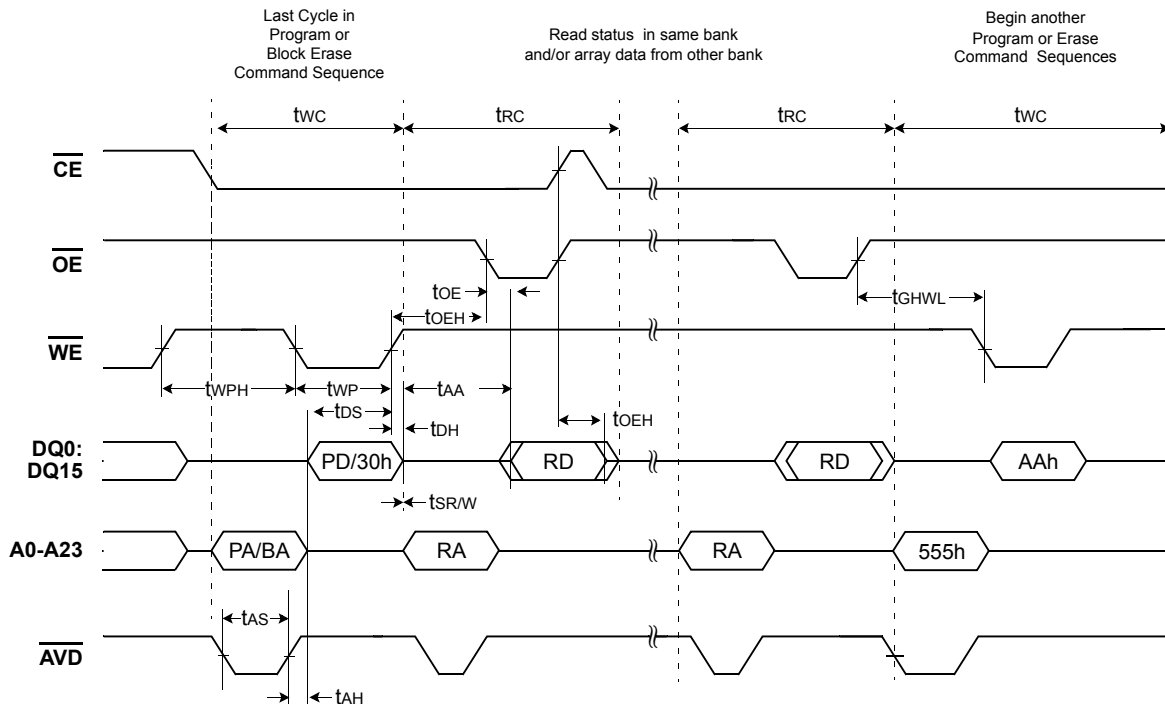 Last Cycle in
Program or
Block Erase
Command Sequence
Read status in same bank
and/or array data from other bank
Begin another
Program or Erase
Command Sequences
tWC
tRC
tRC
tWC
CE
OE
tOE
tOEH
tGHWL
WE
tWPH
tWP
tAA
tDS
tOEH
tDH
DQ0:
DQ15
PD/30h
RD
RD
AAh
tSR/W
A0-A23
PA/BA
RA
RA
555h
tAS
AVD
tAH